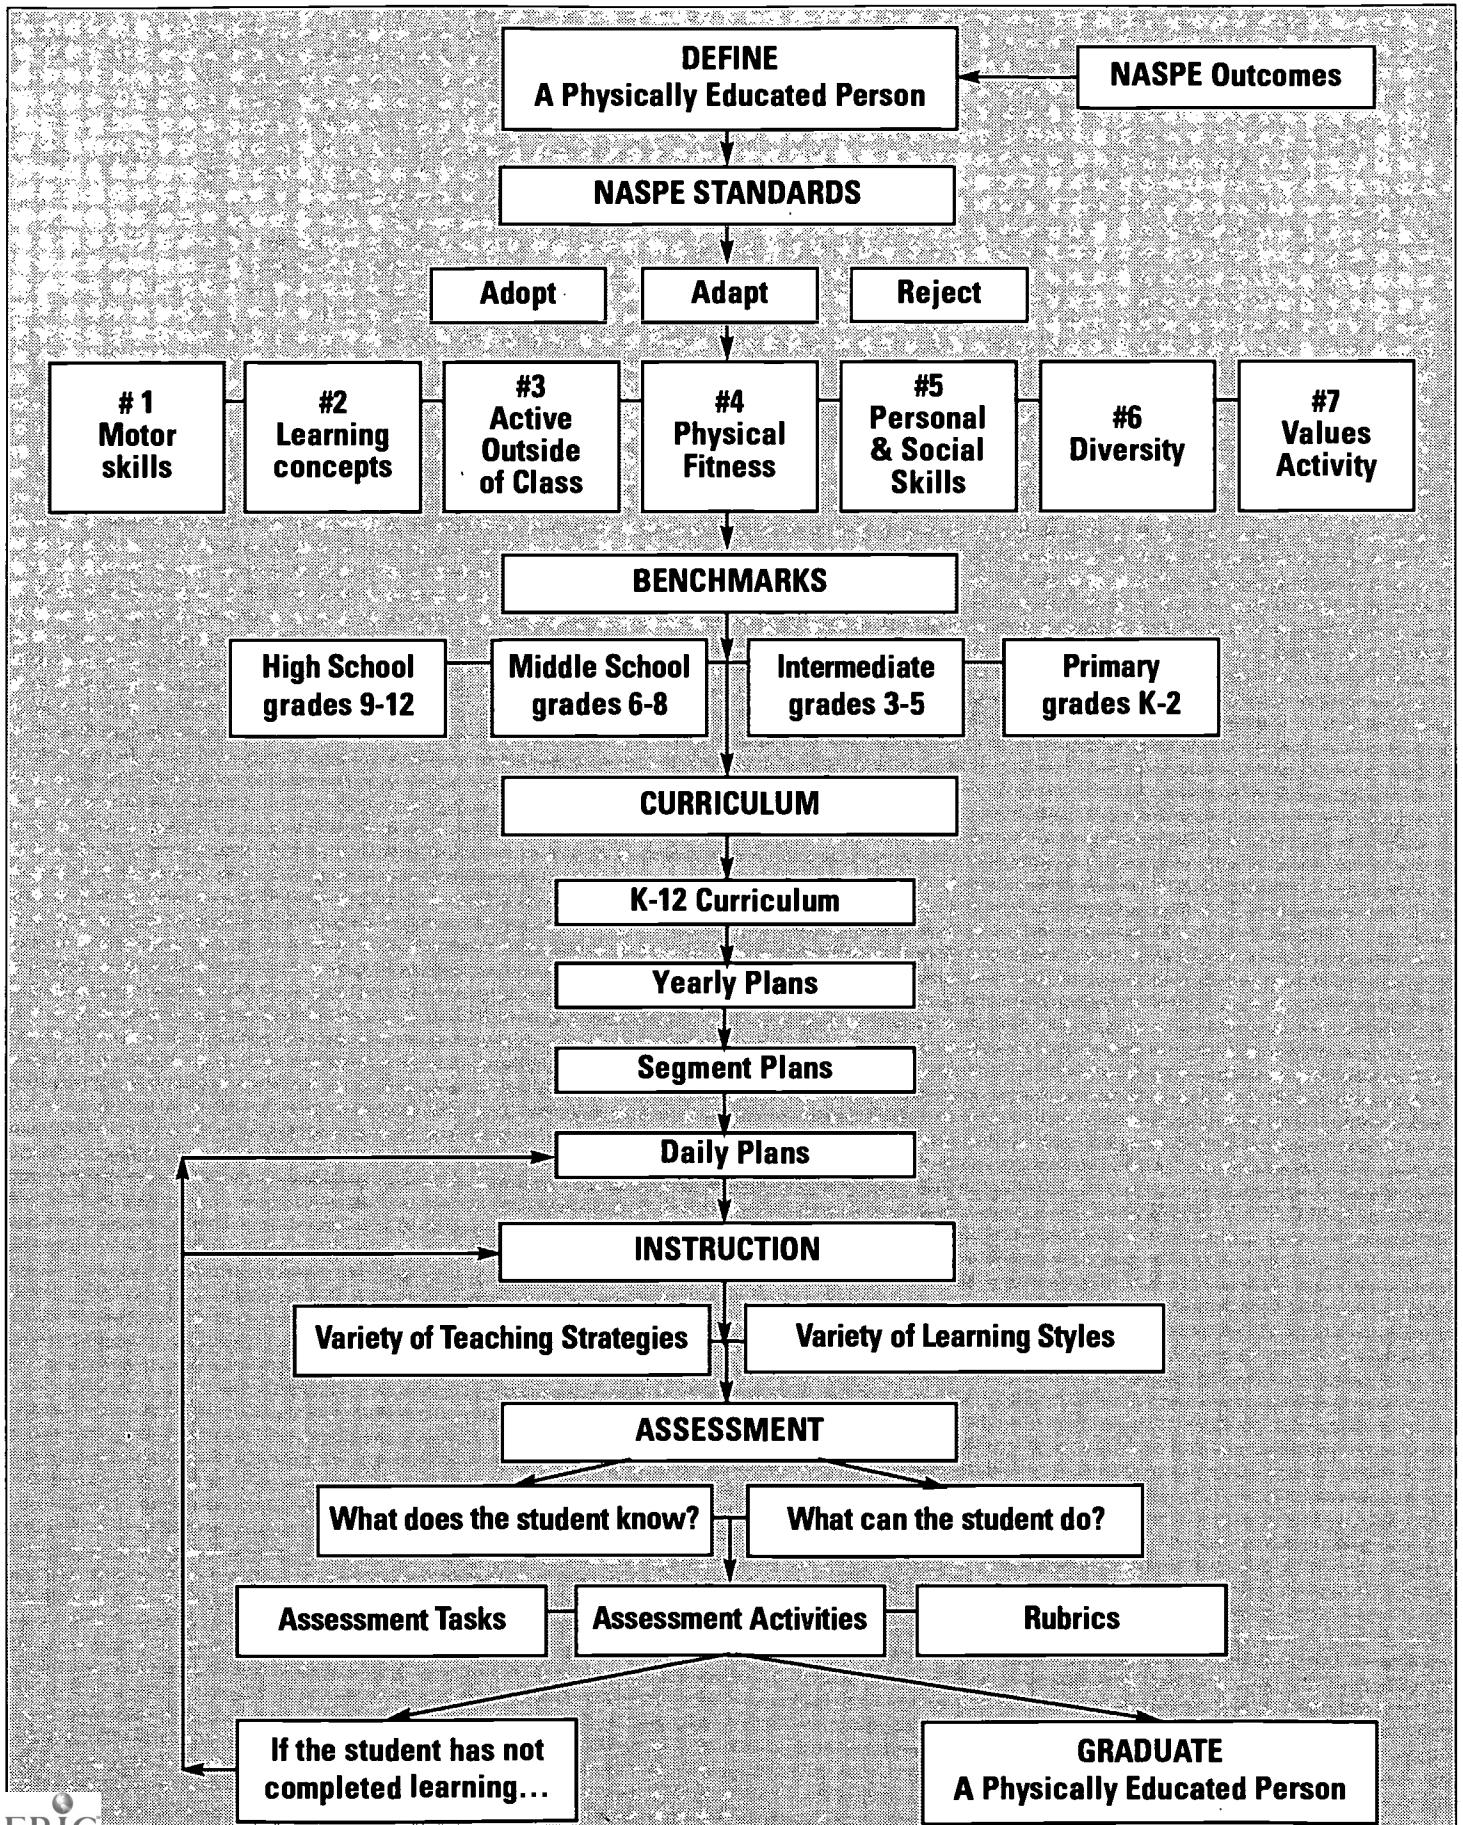 DEFINE
A Physically Educated Person
NASPE Outcomes
NASPE STANDARDS
Adopt
Adapt
Reject
# 1
Motor
skills
#2
Learning
concepts
#3
Active
Outside
of Class
#4
Physical
Fitness
#5
Personal
& Social
Skills
#6
Diversity
#7
Values
Activity
BENCHMARKS
High School
grades 9-12
Middle School
grades 6-8
Intermediate
grades 3-5
Primary
grades K-2
CURRICULUM
K-12 Curriculum
Yearly Plans
Segment Plans
Daily Plans
INSTRUCTION
Variety of Teaching Strategies
Variety of Learning Styles
ASSESSMENT
What does the student know?
What can the student do?
Assessment Tasks
Assessment Activities
Rubrics
If the student has not
completed learning...
GRADUATE
A Physically Educated Person